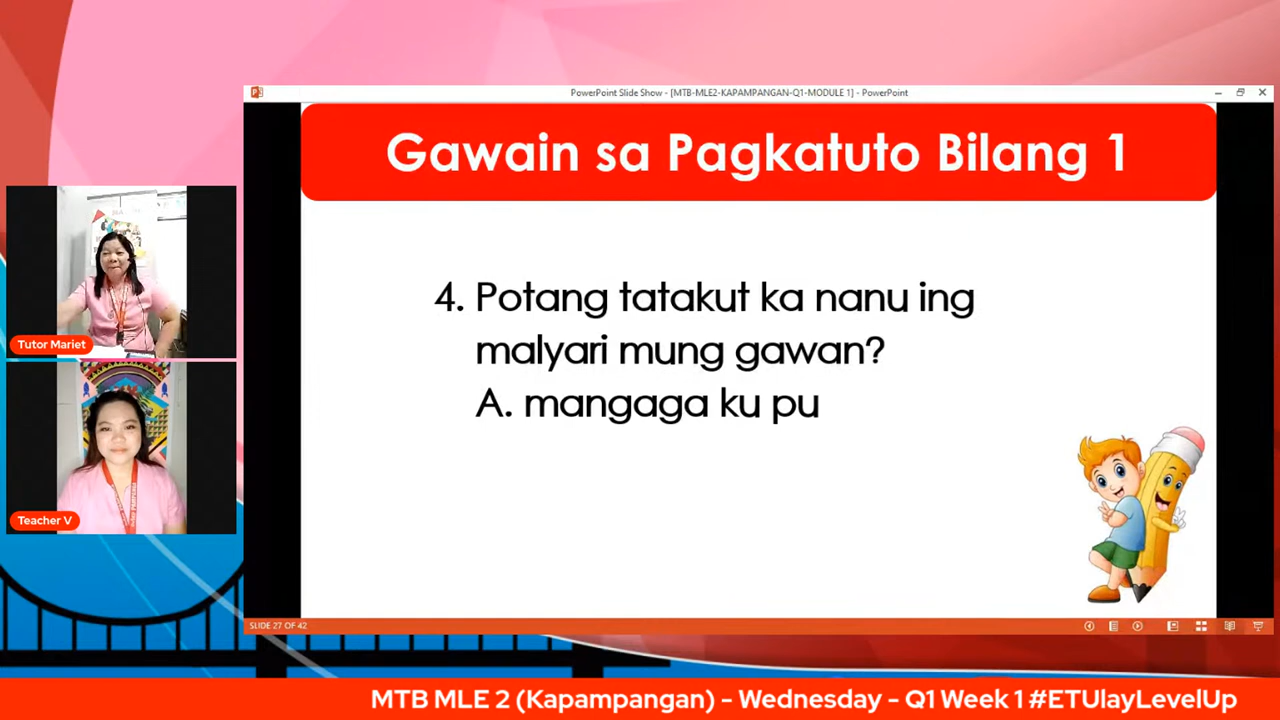 PowerPoint Slide Show - [MTB-MLE2-KAPAMPANGAN-Q1-MODULE 1] - PowerPoint
Gawain sa Pagkatuto Bilang 1
4. Potang tatakut ka nanu ing
malyari mung gawan?
A. mangaga ku pu
Tutor Mariet
Teacher V
SLIDE 27 OF 42
MTB MLE 2 (Kapampangan) - Wednesday - Q1 Week 1 #ETUlayLevelUp